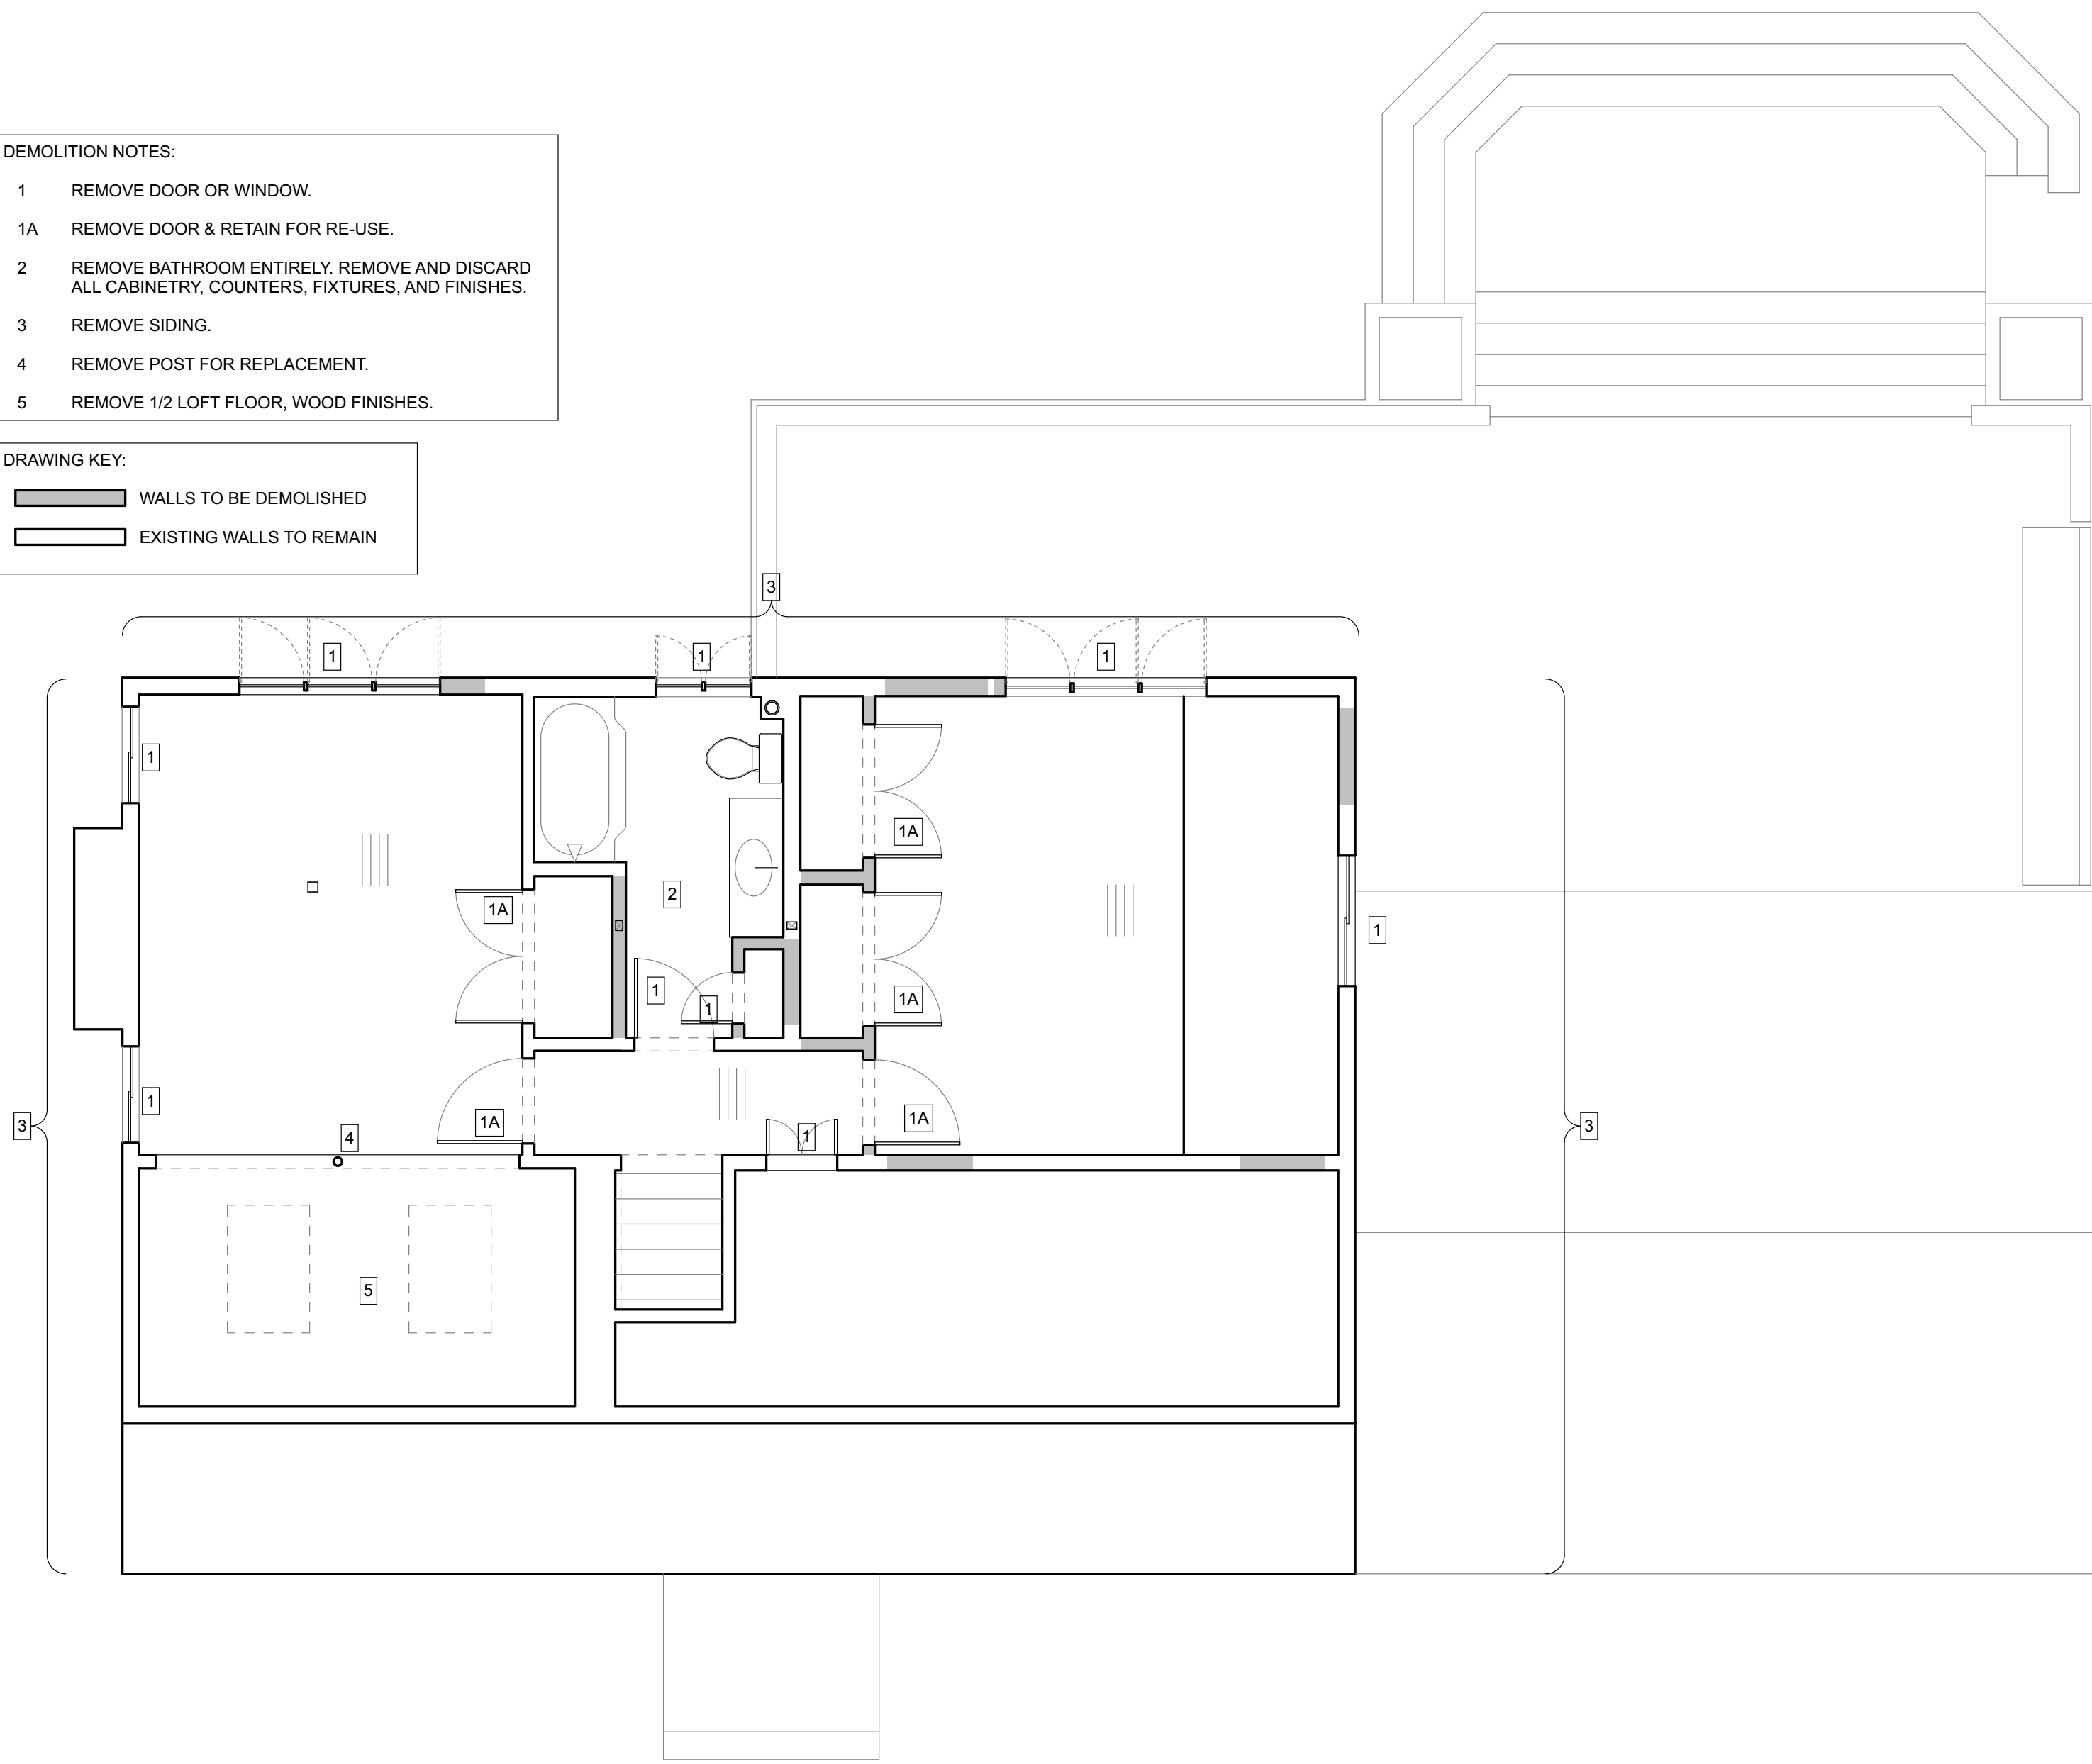 DEMOLITION NOTES:
1 REMOVE DOOR OR WINDOW.
1A REMOVE DOOR & RETAIN FOR RE-USE.
2 REMOVE BATHROOM ENTIRELY. REMOVE AND DISCARD
ALL CABINETRY, COUNTERS, FIXTURES, AND FINISHES.
3 REMOVE SIDING.
4 REMOVE POST FOR REPLACEMENT.
5 REMOVE 1/2 LOFT FLOOR, WOOD FINISHES.
DRAWING KEY:
WALLS TO BE DEMOLISHED
EXISTING WALLS TO REMAIN
3
1
1
1
1
1A
2
1A
1
1
1
1A
1
1A
1A
1
3
4
1
3
5